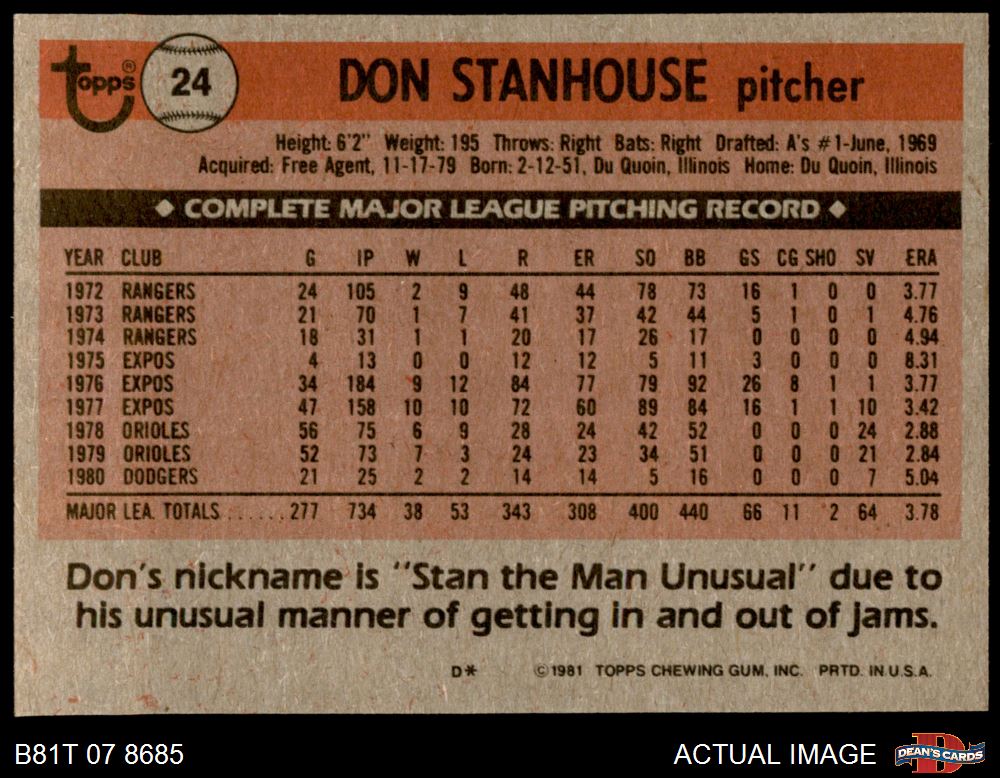 Topps® 24 DON STANHOUSE pitcher
Height: 6'2" Weight: 195 Throws: Right Bats: Right Drafted: A's #1-June, 1969
Acquired: Free Agent, 11-17-79 Born: 2-12-51, Du Quoin, Illinois Home: Du Quoin, Illinois
◆ COMPLETE MAJOR LEAGUE PITCHING RECORD ◆
YEAR CLUB G IP W L R ER SO BB GS CG SHO SV ERA
1972 RANGERS 24 105 2 9 48 44 78 73 16 1 0 0 3.77
1973 RANGERS 21 70 1 7 41 37 42 44 5 1 0 1 4.76
1974 RANGERS 18 31 1 1 20 17 26 17 0 0 0 0 4.94
1975 EXPOS 4 13 0 0 12 12 5 11 3 0 0 0 8.31
1976 EXPOS 34 184 9 12 84 77 79 92 26 8 1 1 3.77
1977 EXPOS 47 158 10 10 72 60 89 84 16 1 1 10 3.42
1978 ORIOLES 56 75 6 9 28 24 42 52 0 0 0 24 2.88
1979 ORIOLES 52 73 7 3 24 23 34 51 0 0 0 21 2.84
1980 DODGERS 21 25 2 2 14 14 5 16 0 0 0 7 5.04
MAJOR LEA. TOTALS ...... 277 734 38 53 343 308 400 440 66 11 2 64 3.78
Don's nickname is "Stan the Man Unusual" due to
his unusual manner of getting in and out of jams.
D* ©1981 TOPPS CHEWING GUM, INC. PRTD. IN U.S.A.
B81T 07 8685 ACTUAL IMAGE D DEAN'S CARDS